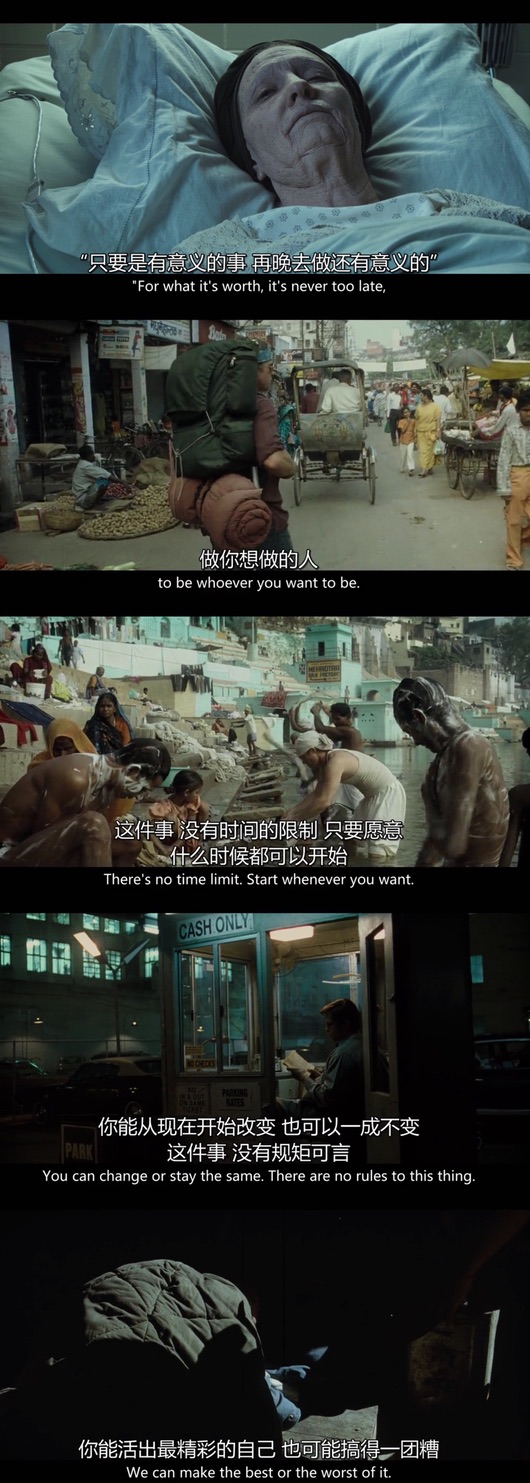 “只要是有意义的事 再晚去做还有意义的”
"For what it's worth, it's never too late,
做你想做的人
to be whoever you want to be.
这件事 没有时间的限制 只要愿意
什么时候都可以开始
There's no time limit. Start whenever you want.
CASH ONLY
NO CHECKS
PARKING
RATES
PARK
你能从现在开始改变 也可以一成不变
这件事 没有规矩可言
You can change or stay the same. There are no rules to this thing.
你能活出最精彩的自己 也可能搞得一团糟
We can make the best or the worst of it.